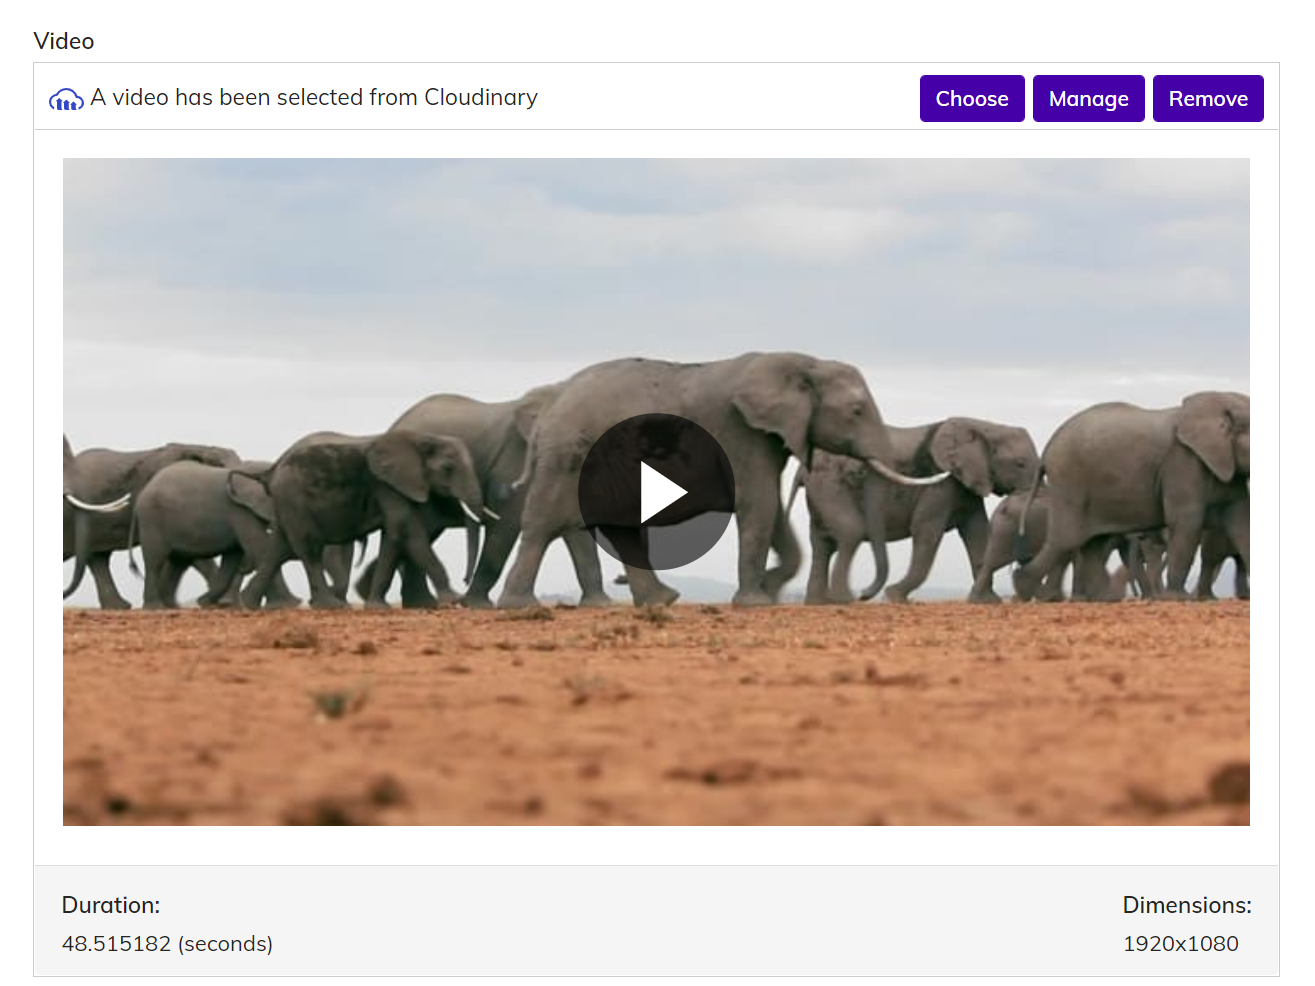 Video
A video has been selected from Cloudinary
Choose
Manage
Remove
Duration:
48.515182 (seconds)
Dimensions:
1920x1080